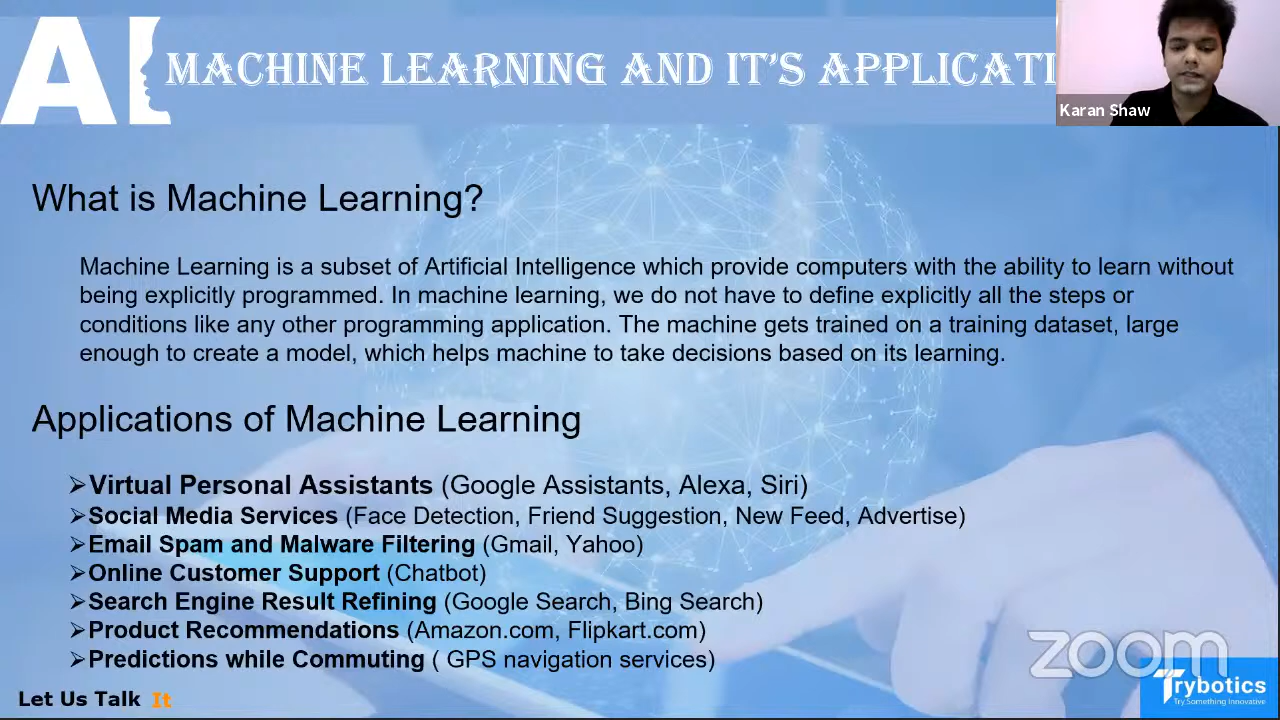 AI MACHINE LEARNING AND IT'S APPLICATI
Karan Shaw
What is Machine Learning?
Machine Learning is a subset of Artificial Intelligence which provide computers with the ability to learn without
being explicitly programmed. In machine learning, we do not have to define explicitly all the steps or
conditions like any other programming application. The machine gets trained on a training dataset, large
enough to create a model, which helps machine to take decisions based on its learning.
Applications of Machine Learning
➢Virtual Personal Assistants (Google Assistants, Alexa, Siri)
➢Social Media Services (Face Detection, Friend Suggestion, New Feed, Advertise)
➢Email Spam and Malware Filtering (Gmail, Yahoo)
➢Online Customer Support (Chatbot)
➢Search Engine Result Refining (Google Search, Bing Search)
➢Product Recommendations (Amazon.com, Flipkart.com)
➢Predictions while Commuting ( GPS navigation services)
zoom
Let Us Talk It
Trybotics
Try Something Innovative